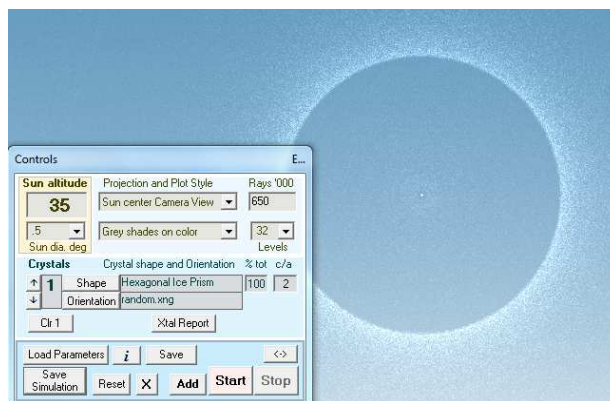 Controls E...
Sun altitude Projection and Plot Style Rays '000
35 Sun center Camera View 650
.5 Grey shades on color 32
Sun dia. deg Levels
Crystals Crystal shape and Orientation % tot c/a
1 Shape Hexagonal Ice Prism 100 2
Orientation random.xng
Clr 1 Xtal Report
Load Parameters i Save <->
Save Simulation Reset X Add Start Stop